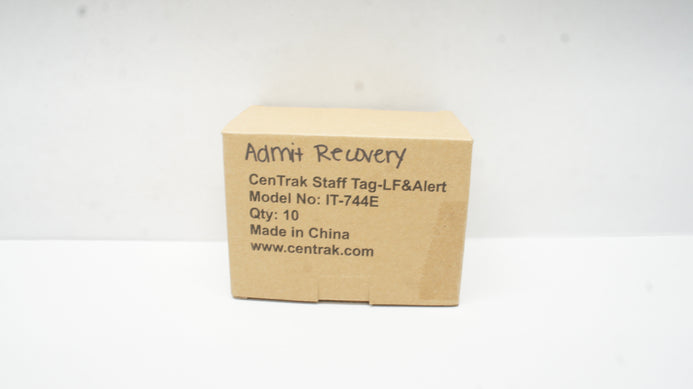 Admit Recovery
CenTrak Staff Tag-LF&Alert
Model No: IT-744E
Qty: 10
Made in China
www.centrak.com